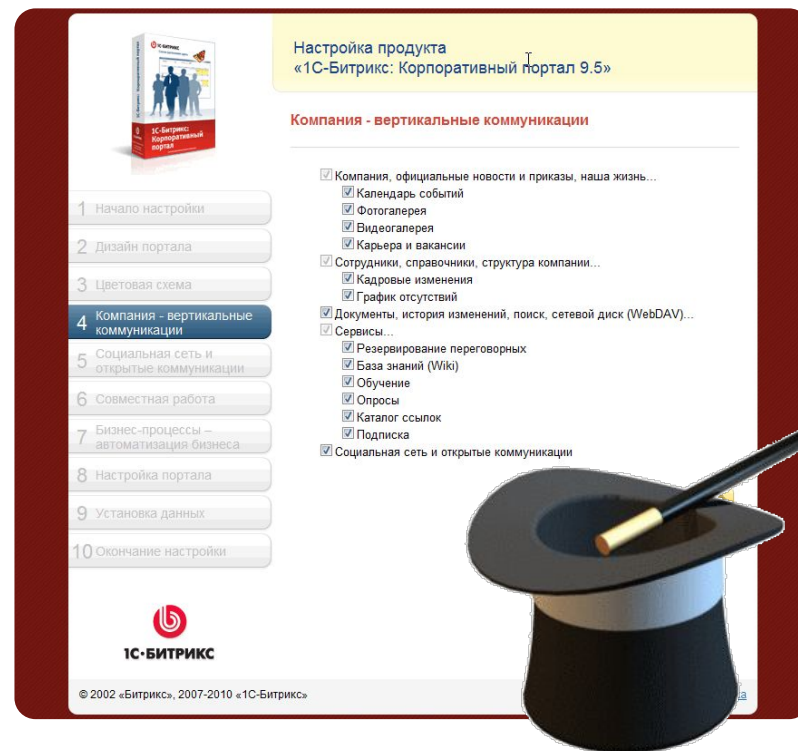 1С-БИТРИКС
1С-Битрикс:
Корпоративный
портал
Настройка продукта
«1С-Битрикс: Корпоративный портал 9.5»
Компания - вертикальные коммуникации
Компания, официальные новости и приказы, наша жизнь...
Календарь событий
Фотогалерея
Видеогалерея
Карьера и вакансии
Сотрудники, справочники, структура компании...
Кадровые изменения
График отсутствий
Документы, история изменений, поиск, сетевой диск (WebDAV)...
Сервисы...
Резервирование переговорных
База знаний (Wiki)
Обучение
Опросы
Каталог ссылок
Подписка
Социальная сеть и открытые коммуникации
1 Начало настройки
2 Дизайн портала
3 Цветовая схема
4 Компания - вертикальные
коммуникации
5 Социальная сеть и
открытые коммуникации
6 Совместная работа
7 Бизнес-процессы –
автоматизация бизнеса
8 Настройка портала
9 Установка данных
10 Окончание настройки
1С·БИТРИКС
© 2002 «Битрикс», 2007-2010 «1С-Битрикс»